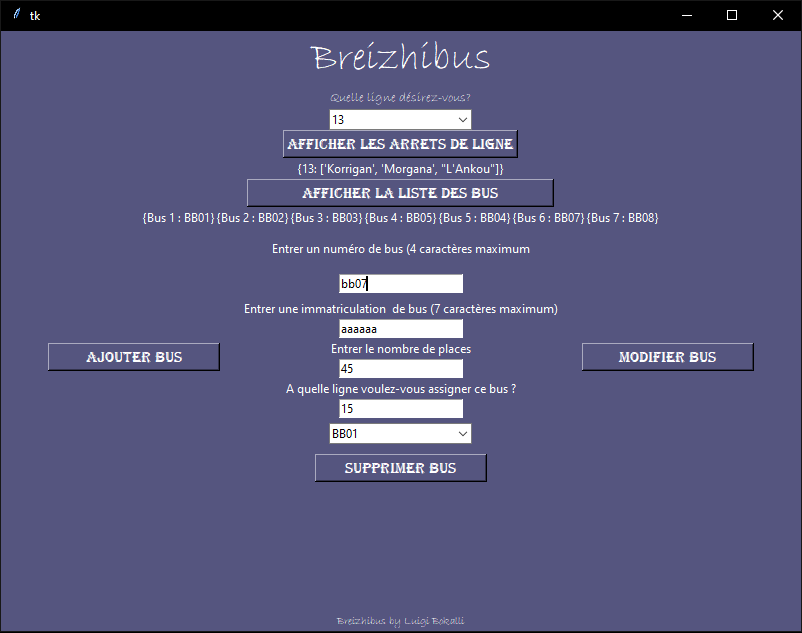 tk
Breizhibus
Quelle ligne désirez-vous?
13
AFFICHER LES ARRETS DE LIGNE
{13: ['Korrigan', 'Morgana', "L'Ankou"]}
AFFICHER LA LISTE DES BUS
{Bus 1 : BB01} {Bus 2 : BB02} {Bus 3 : BB03} {Bus 4 : BB05} {Bus 5 : BB04} {Bus 6 : BB07} {Bus 7 : BB08}
Entrer un numéro de bus (4 caractères maximum
bb07
Entrer une immatriculation  de bus (7 caractères maximum)
aaaaaa
Entrer le nombre de places
AJOUTER BUS
MODIFIER BUS
45
A quelle ligne voulez-vous assigner ce bus ?
15
BB01
SUPPRIMER BUS
Breizhibus by Luigi Bokalli